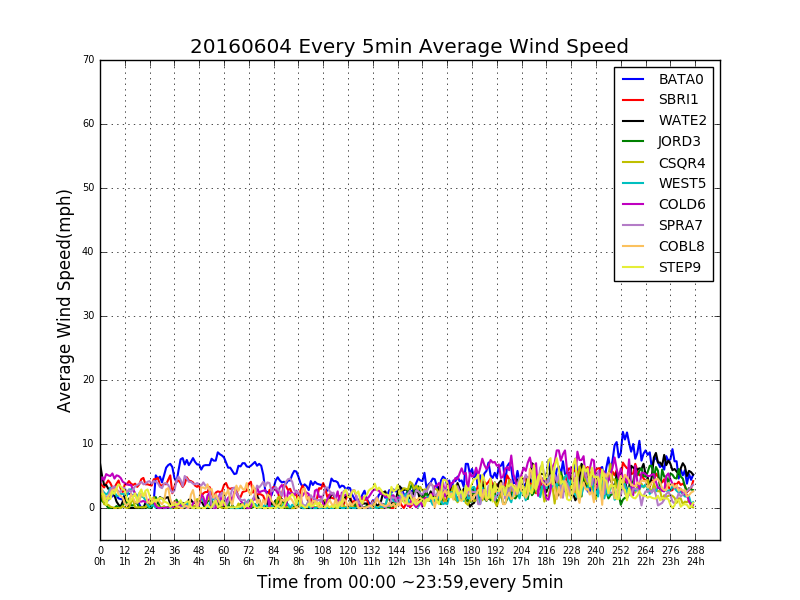 20160604 Every 5min Average Wind Speed
70
60
50
40
30
20
10
0
Average Wind Speed(mph)
BATA0
SBRI1
WATE2
JORD3
CSQR4
WEST5
COLD6
SPRA7
COBL8
STEP9
0 12 24 36 48 60 72 84 96 108 120 132 144 156 168 180 192 204 216 228 240 252 264 276 288
0h 1h 2h 3h 4h 5h 6h 7h 8h 9h 10h 11h 12h 13h 14h 15h 16h 17h 18h 19h 20h 21h 22h 23h 24h
Time from 00:00 ~23:59,every 5min